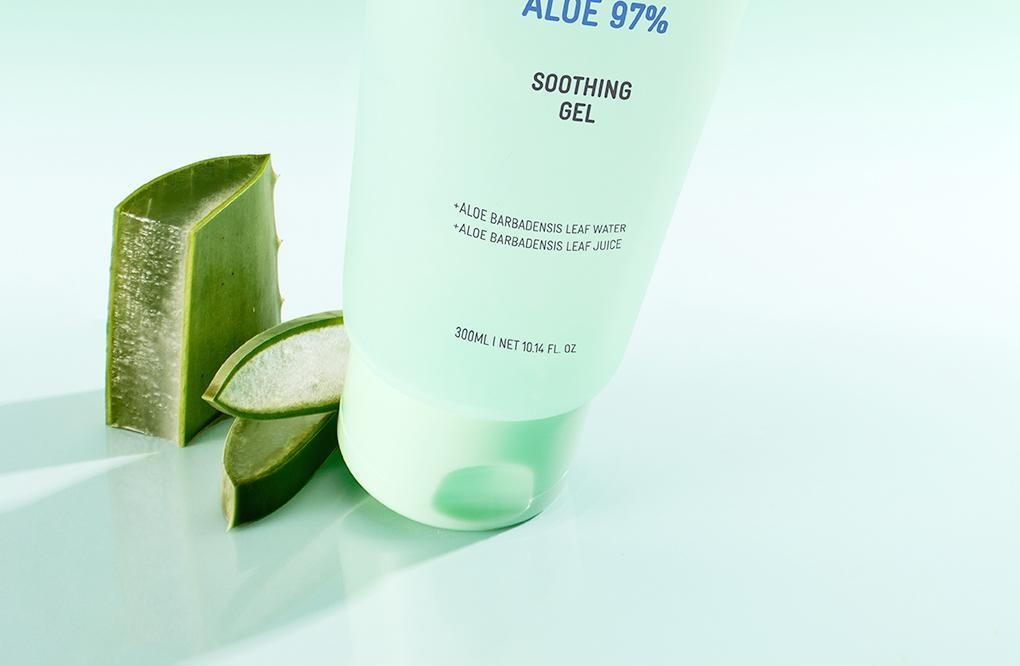 ALOE 97%
SOOTHING
GEL
+ALOE BARBADENSIS LEAF WATER
+ALOE BARBADENSIS LEAF JUICE
300ML | NET 10.14 FL. OZ